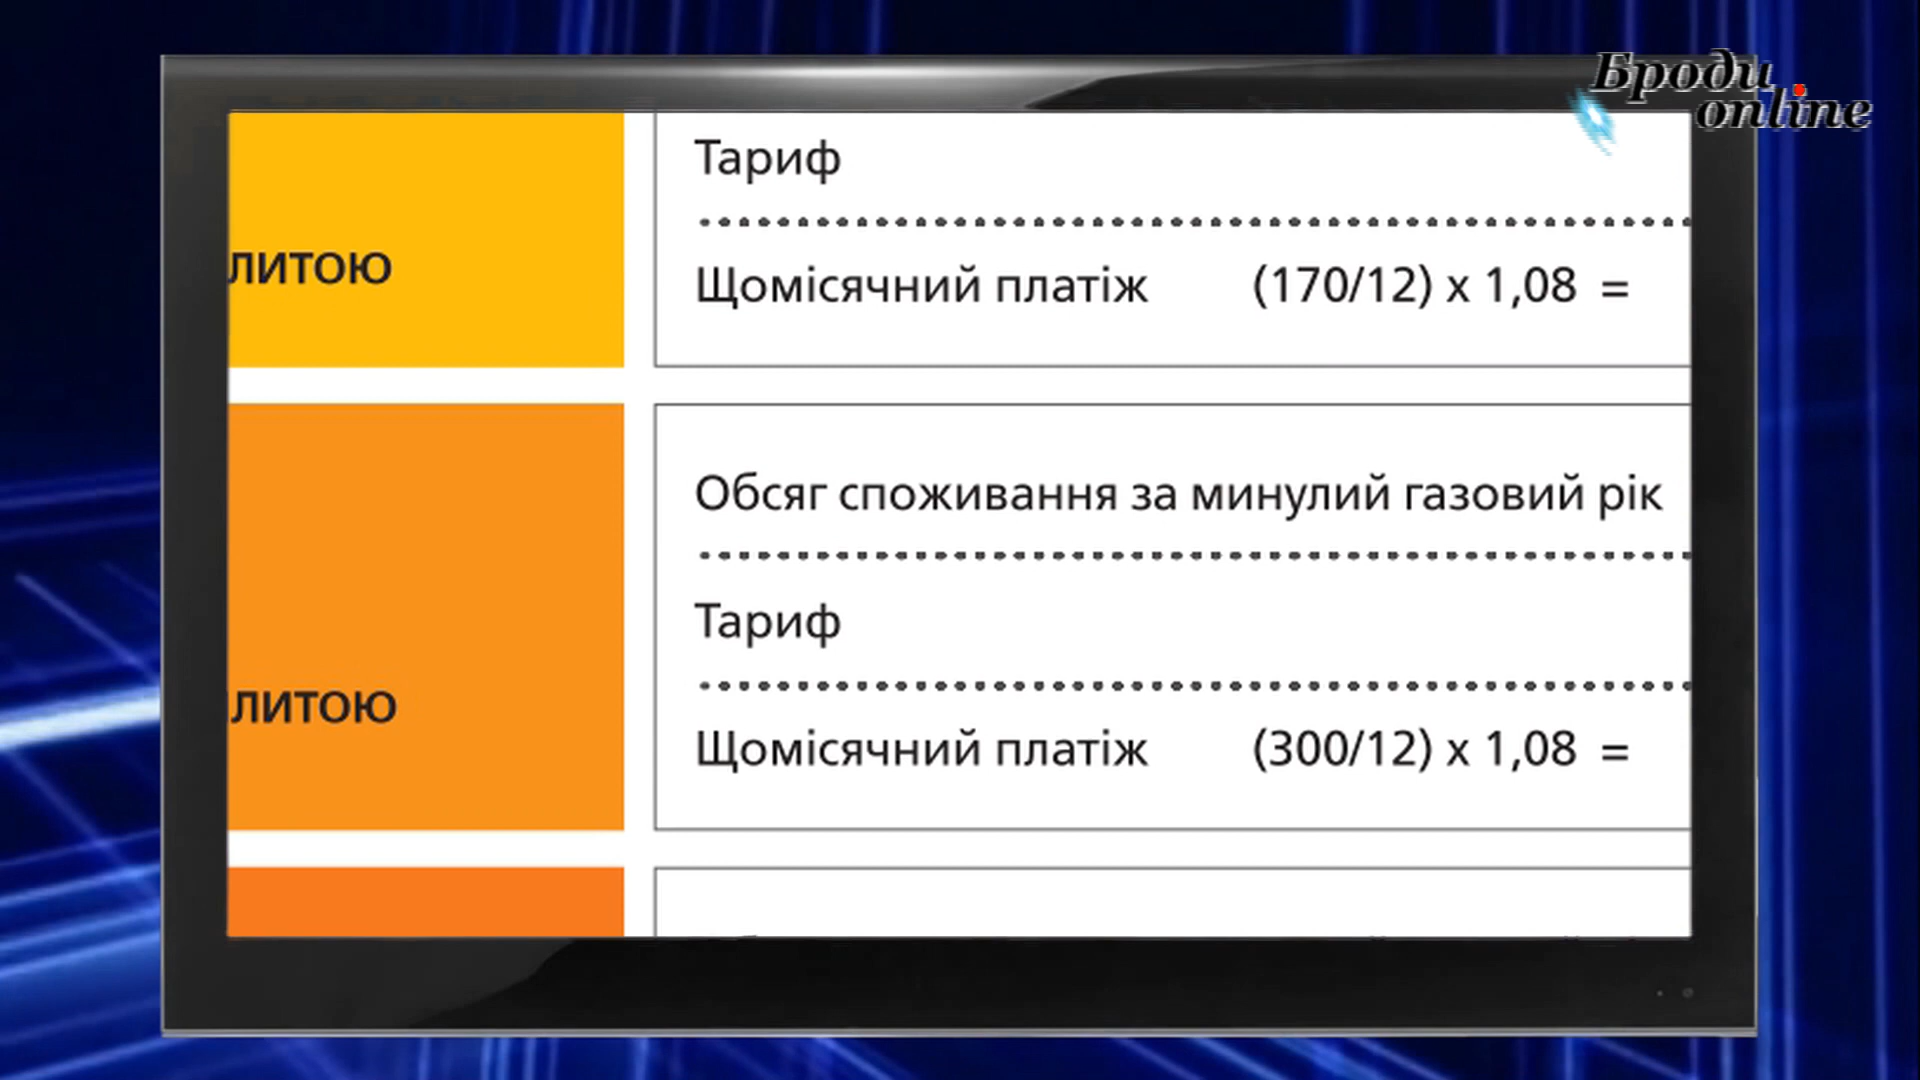 Броди
online
Тариф
литою
Щомісячний платіж (170/12) х 1,08 =
Обсяг споживання за минулий газовий рік
Тариф
литою
Щомісячний платіж (300/12) х 1,08 =